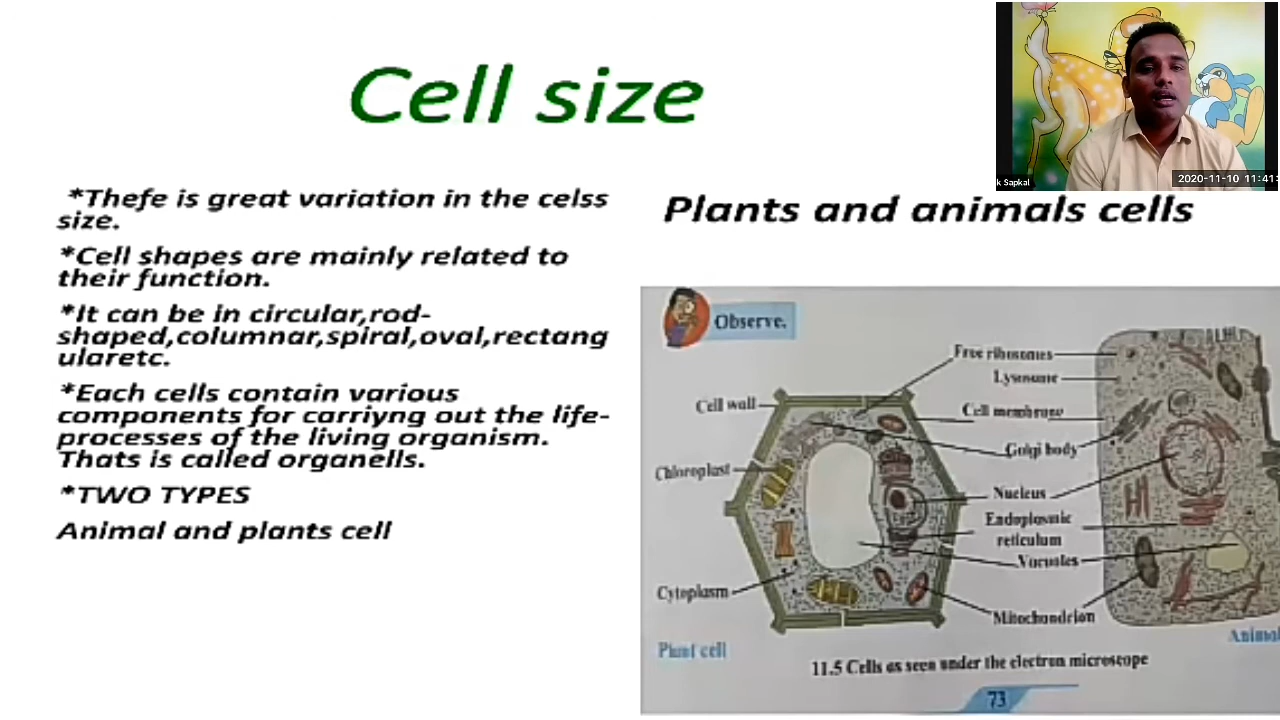 Cell size
k Sapkal
2020-11-10 11:41:
*Thefe is great variation in the celss
size.
*Cell shapes are mainly related to
their function.
*It can be in circular,rod-
shaped,columnar,spiral,oval,rectang
ularetc.
*Each cells contain various
components for carriyng out the life-
processes of the living organism.
Thats is called organells.
*TWO TYPES
Animal and plants cell
Plants and animals cells
Observe.
Free ribosomes
Lysosome
Cell wall
Cell membrane
Golgi body
Chloroplast
Nucleus
Endoplasmic
reticulum
Vacuoles
Cytoplasm
Mitochondrion
Plant cell
Animal
11.5 Cells as seen under the electron microscope
73